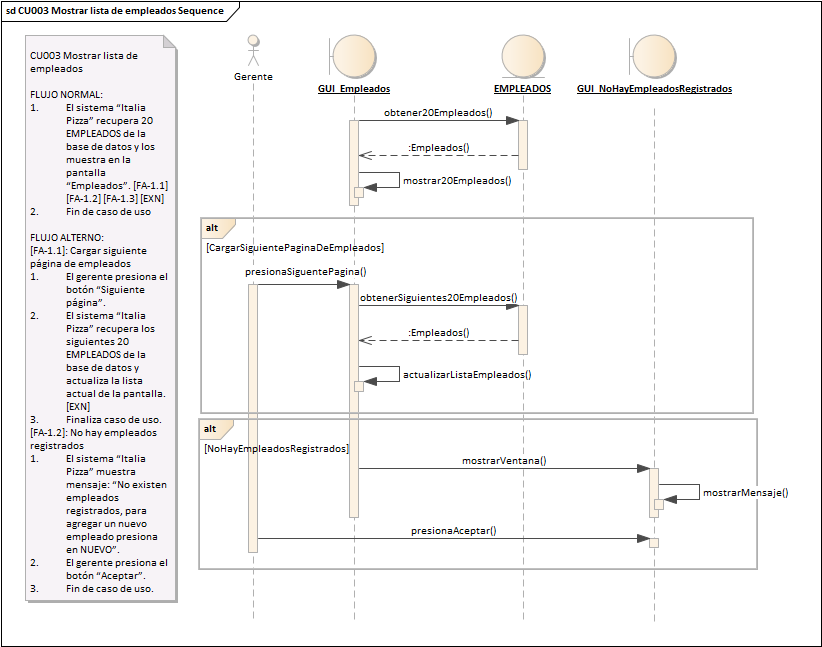 sd CU003 Mostrar lista de empleados Sequence
CU003 Mostrar lista de
empleados
FLUJO NORMAL:
1. El sistema “Italia
Pizza” recupera 20
EMPLEADOS de la
base de datos y los
muestra en la
pantalla
“Empleados”. [FA-1.1]
[FA-1.2] [FA-1.3] [EXN]
2. Fin de caso de uso
FLUJO ALTERNO:
[FA-1.1]: Cargar siguiente
página de empleados
1. El gerente presiona el
botón “Siguiente
página”.
2. El sistema “Italia
Pizza” recupera los
siguientes 20
EMPLEADOS de la
base de datos y
actualiza la lista
actual de la pantalla.
[EXN]
3. Finaliza caso de uso.
[FA-1.2]: No hay empleados
registrados
1. El sistema “Italia
Pizza” muestra
mensaje: “No existen
empleados
registrados, para
agregar un nuevo
empleado presiona
en NUEVO”.
2. El gerente presiona el
botón “Aceptar”.
3. Fin de caso de uso.
Gerente
GUI_Empleados
EMPLEADOS
GUI_NoHayEmpleadosRegistrados
obtener20Empleados()
:Empleados()
mostrar20Empleados()
alt
[CargarSiguientePaginaDeEmpleados]
presionaSiguentePagina()
obtenerSiguientes20Empleados()
:Empleados()
actualizarListaEmpleados()
alt
[NoHayEmpleadosRegistrados]
mostrarVentana()
mostrarMensaje()
presionaAceptar()